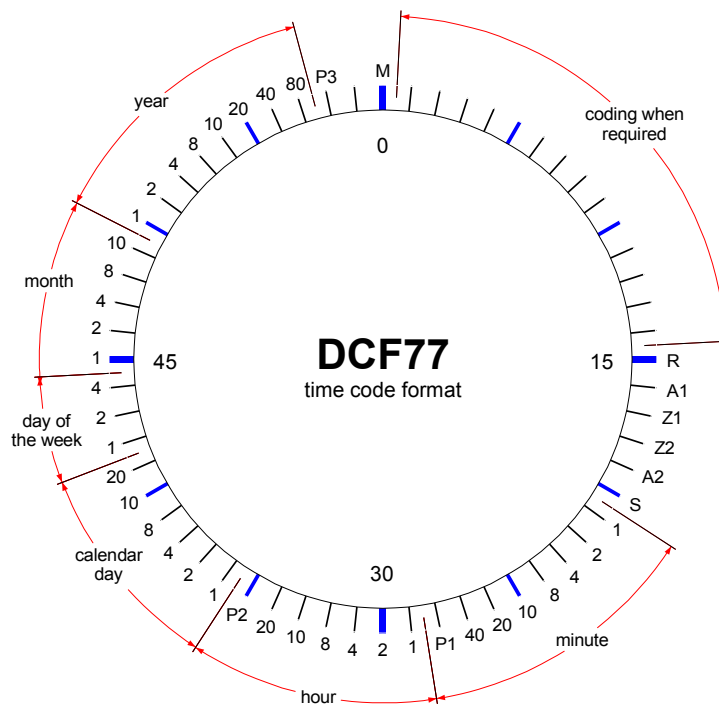 M
0
coding when
required
15
R
A1
Z1
Z2
A2
S
1
2
4
8
10
20
40
minute
P1
30
1
2
4
8
10
20
hour
P2
1
2
4
8
10
20
calendar
day
1
2
4
day of
the week
45
1
2
4
8
10
month
1
2
4
8
10
20
40
80
year
P3
DCF77
time code format